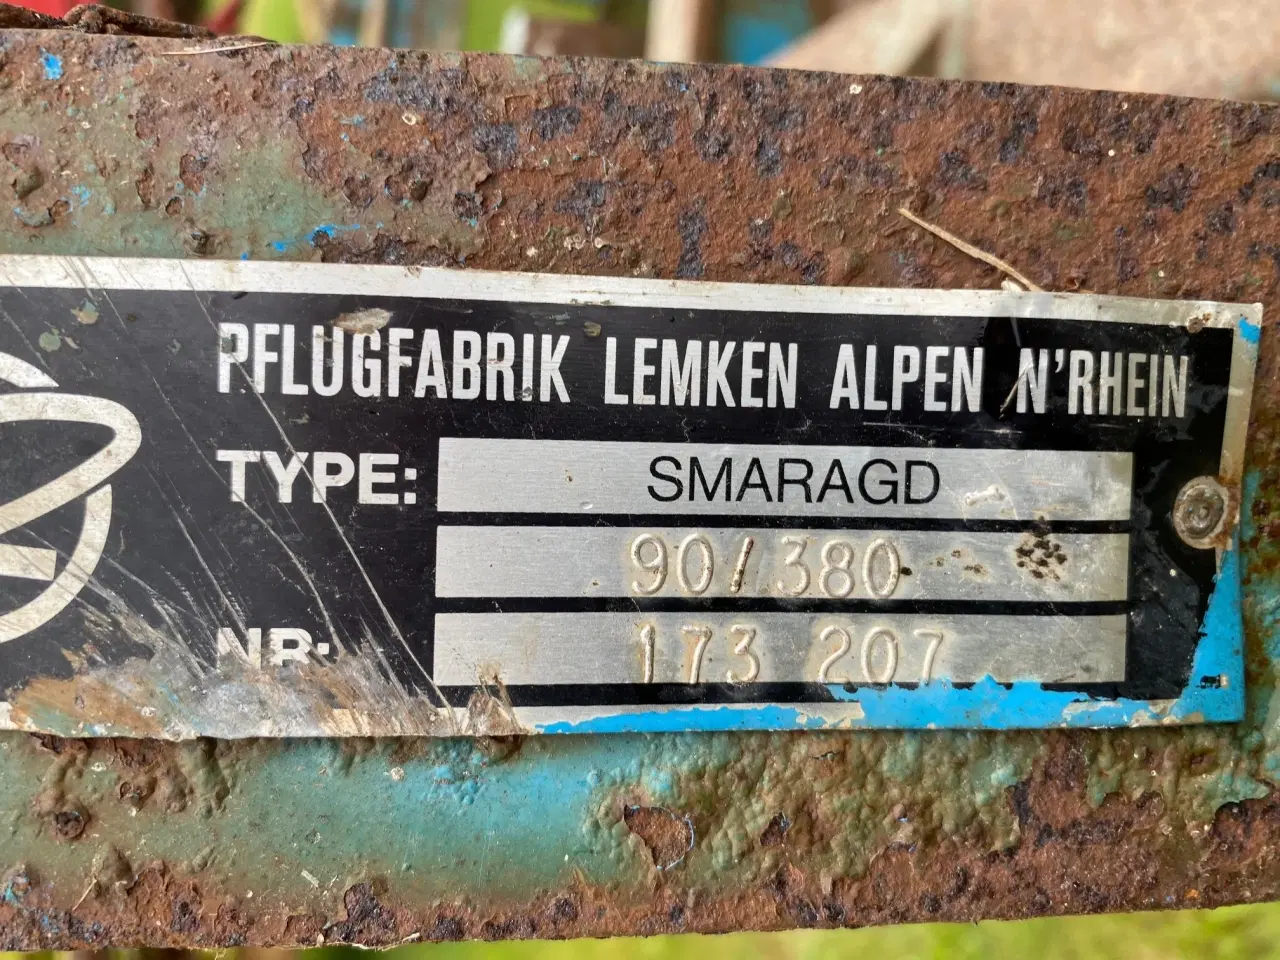 PFLUGFABRIK LEMKEN ALPEN N'RHEIN
TYPE: SMARAGD
90/380
NR: 173 207